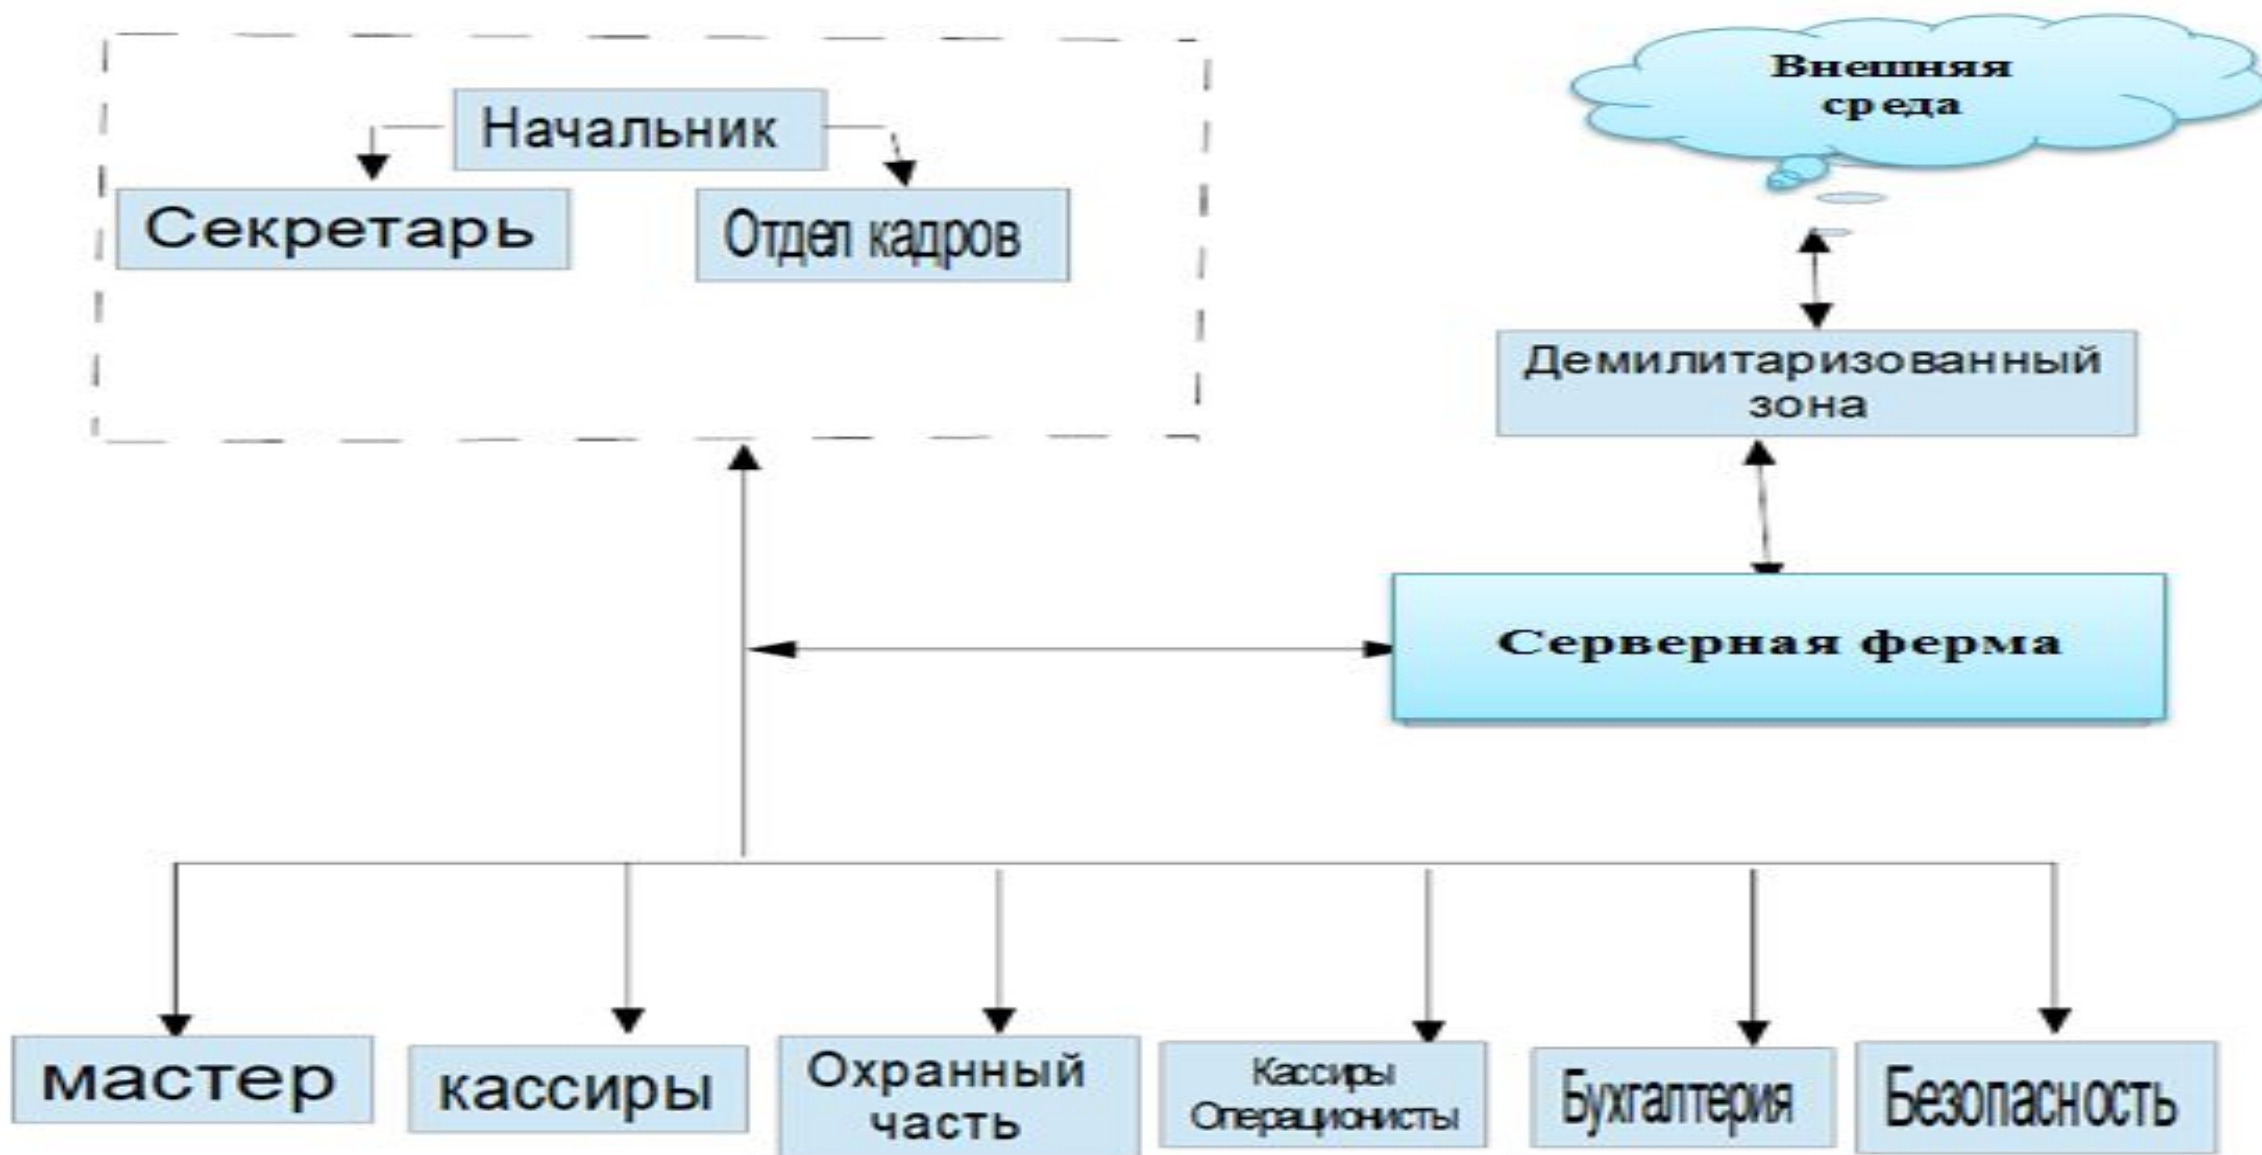 Начальник
Секретарь
Отдел кадров
Внешняя
среда
Демилитаризованный
зона
Серверная ферма
мастер
кассиры
Охранный
часть
Кассиры
Операционисты
Бухгалтерия
Безопасность